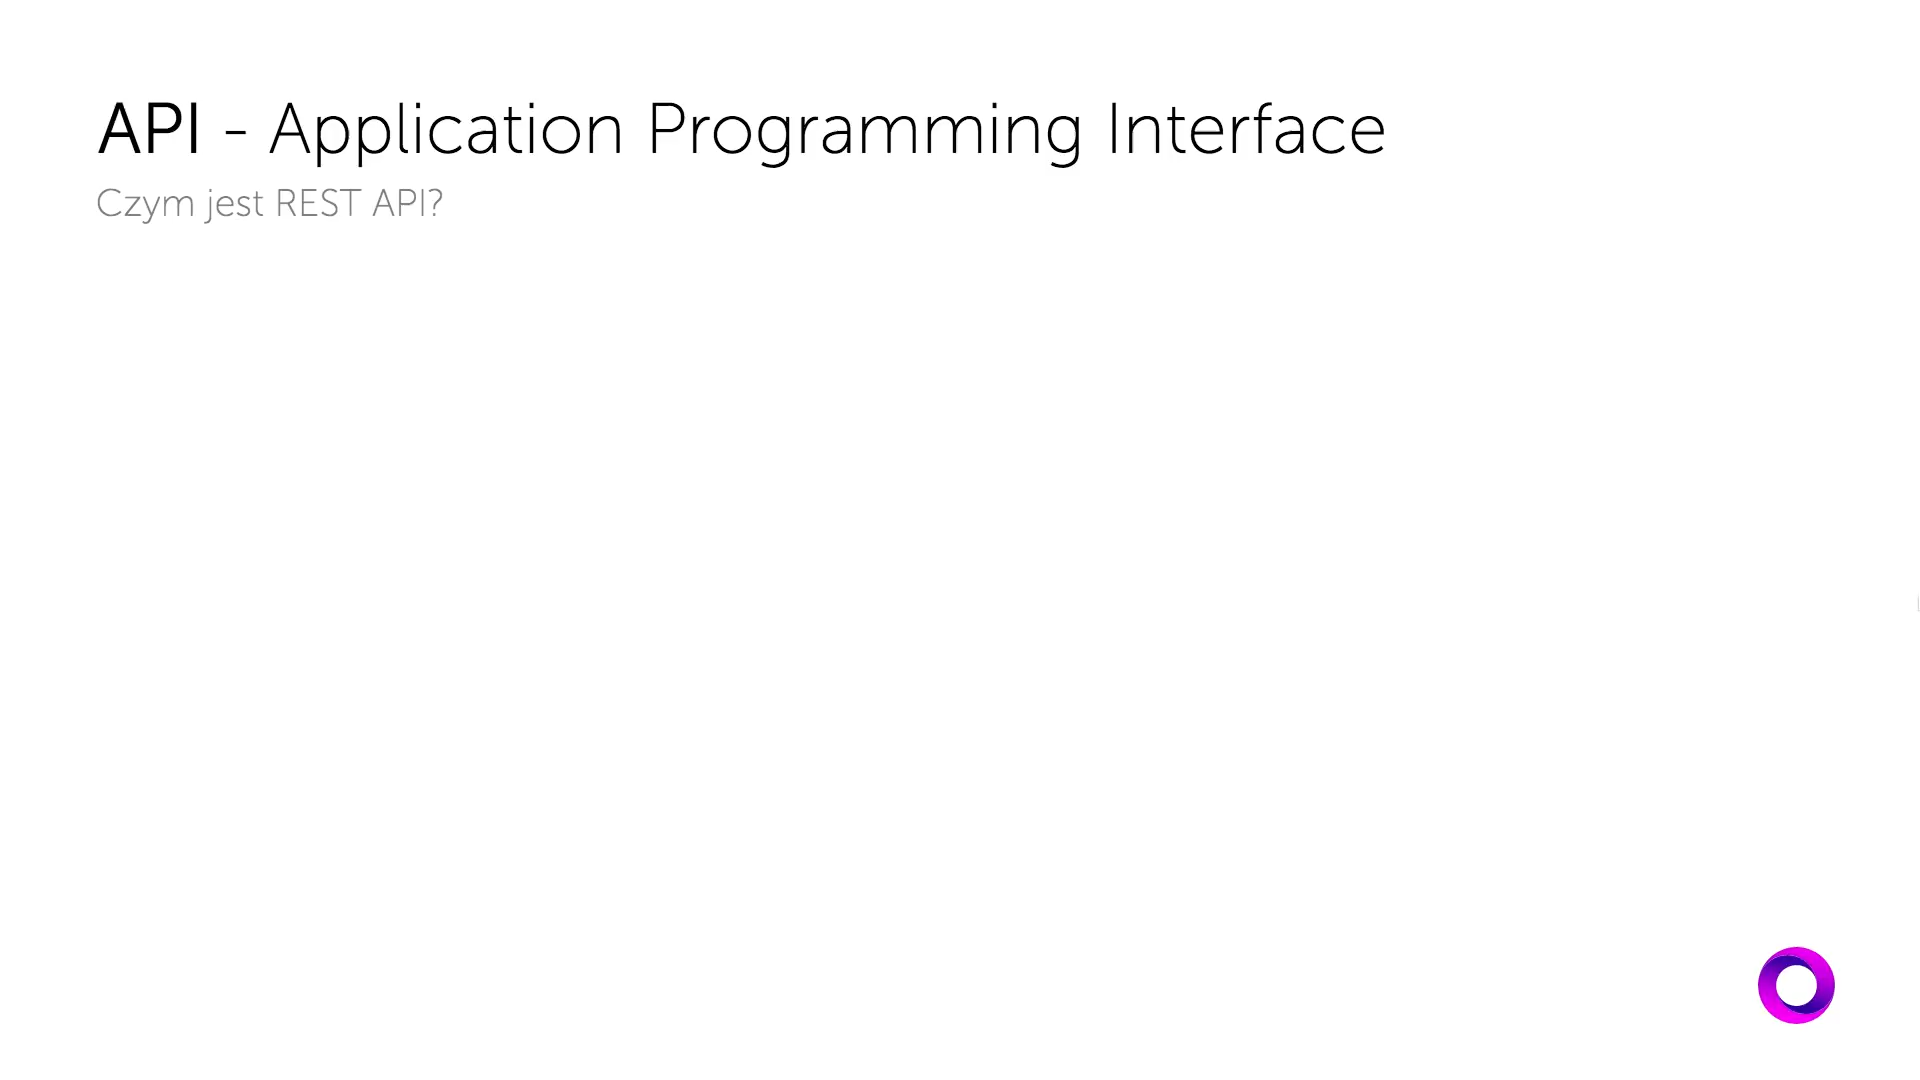 API - Application Programming Interface
Czym jest REST API?